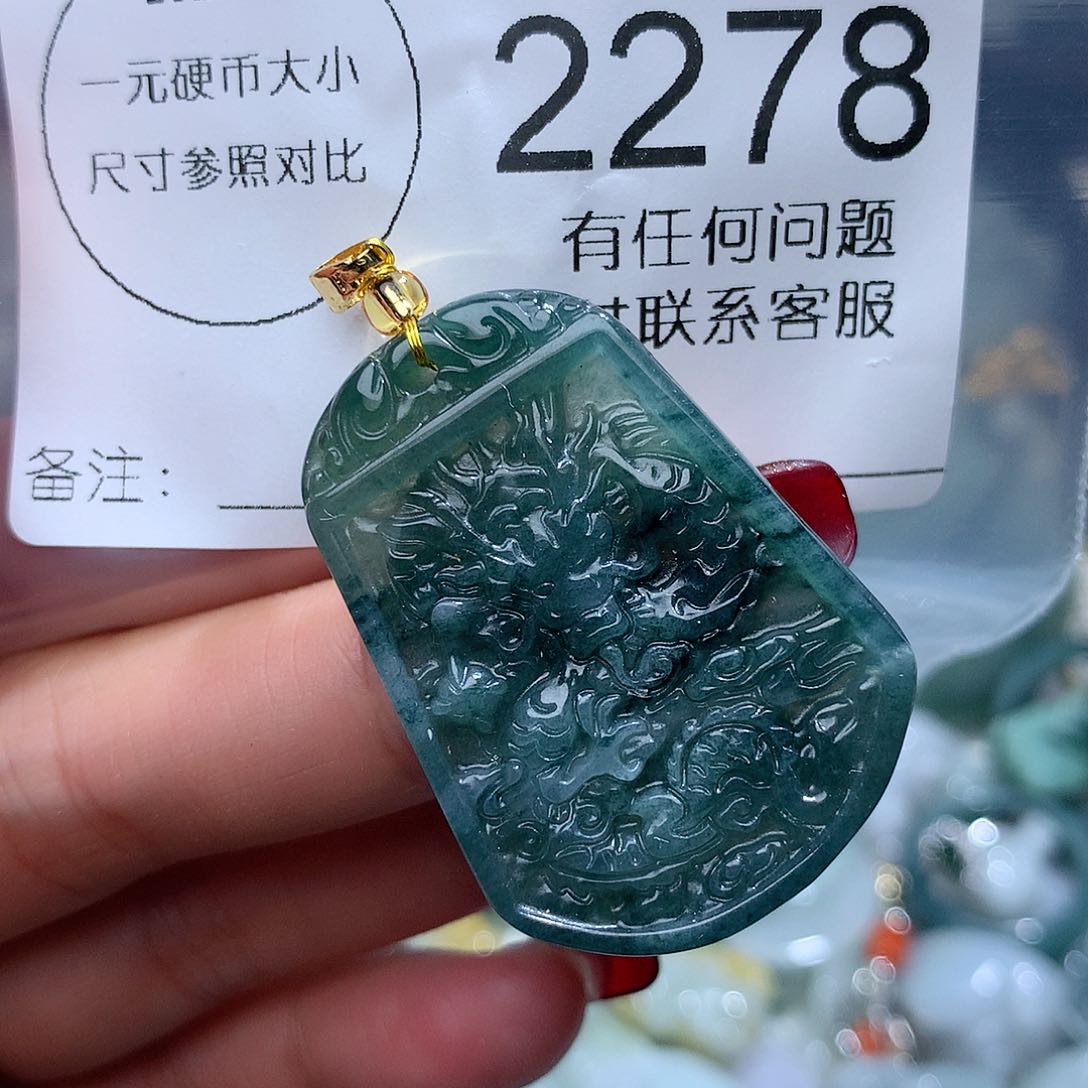 一元硬币大小
尺寸参照对比
2278
有任何问题
联系客服
备注: